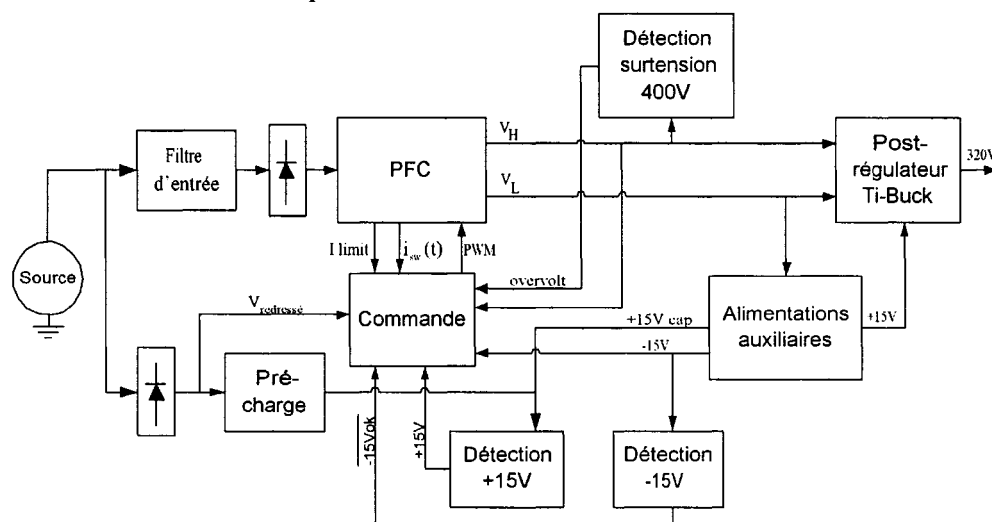 Détection
surtension
400V
Filtre
d'entrée
PFC
V_H
V_L
Post-
régulateur
Ti-Buck
320V
I limit
i_sw(t)
PWM
Source
overvolt
V_redressé
Commande
+15V cap
-15V
Alimentations
auxiliaires
+15V
Pré-
charge
-15Vok
+15V
Détection
+15V
Détection
-15V